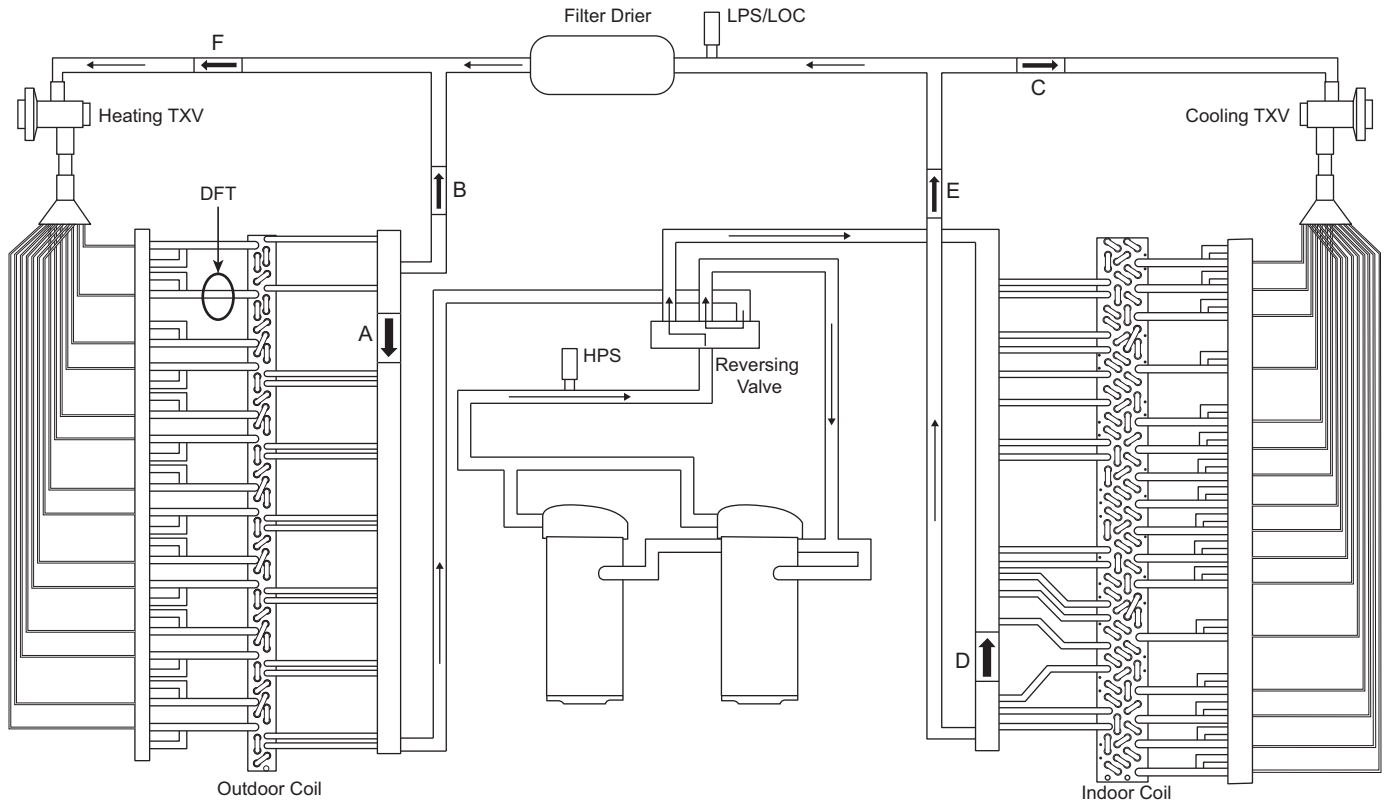 Filter Drier
LPS/LOC
F
C
Heating TXV
Cooling TXV
DFT
B
E
A
HPS
Reversing
Valve
D
Outdoor Coil
Indoor Coil